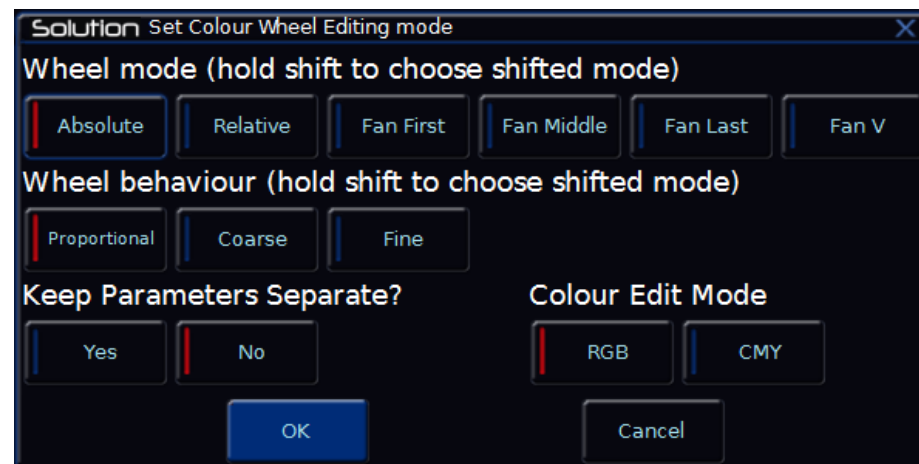 Solution Set Colour Wheel Editing mode X
Wheel mode (hold shift to choose shifted mode)
Absolute Relative Fan First Fan Middle Fan Last Fan V
Wheel behaviour (hold shift to choose shifted mode)
Proportional Coarse Fine
Keep Parameters Separate? Colour Edit Mode
Yes No RGB CMY
OK Cancel